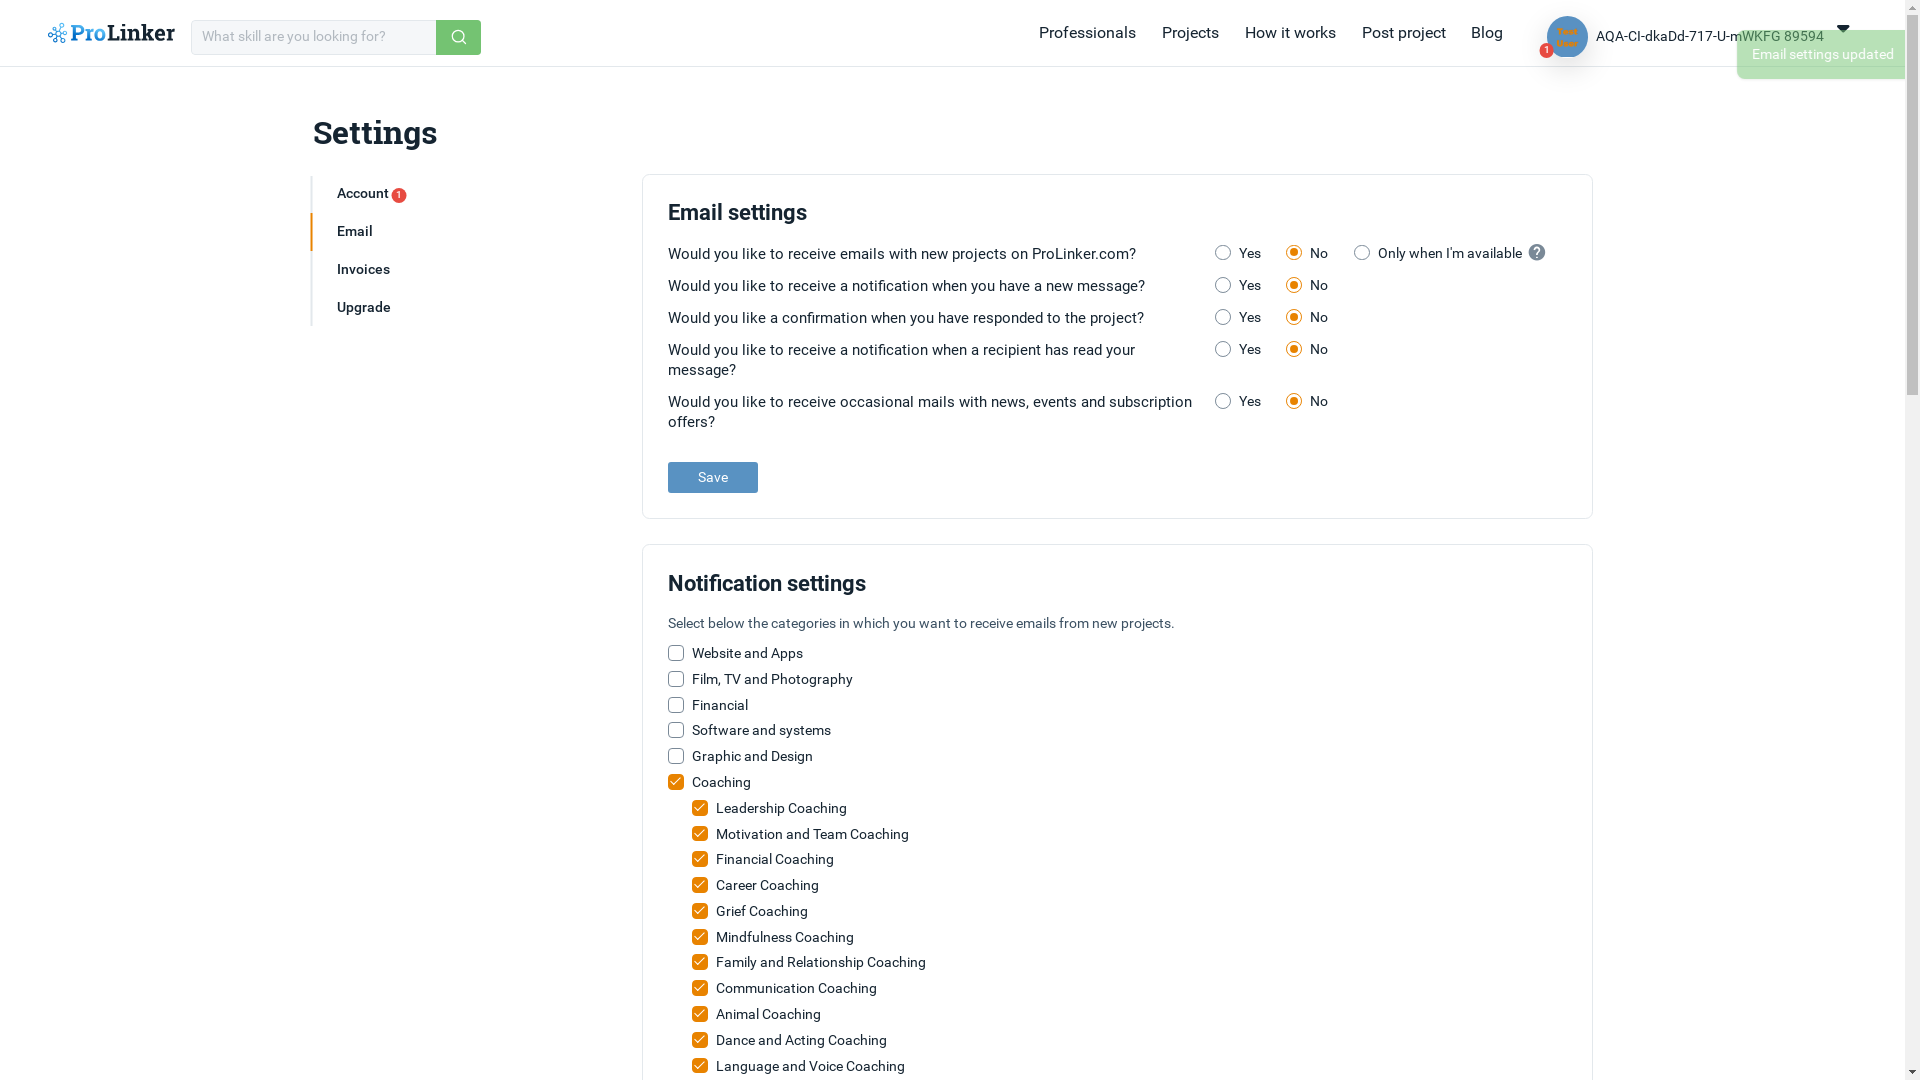 ProLinker
What skill are you looking for?
Professionals
Projects
How it works
Post project
Blog
Test
User
1
AQA-CI-dkaDd-717-U-mWKFG 89594
Email settings updated
Settings
Account 1
Email
Invoices
Upgrade
Email settings
Would you like to receive emails with new projects on ProLinker.com? Yes No Only when I'm available ?
Would you like to receive a notification when you have a new message? Yes No
Would you like a confirmation when you have responded to the project? Yes No
Would you like to receive a notification when a recipient has read your Yes No
message?
Would you like to receive occasional mails with news, events and subscription Yes No
offers?
Save
Notification settings
Select below the categories in which you want to receive emails from new projects.
Website and Apps
Film, TV and Photography
Financial
Software and systems
Graphic and Design
Coaching
Leadership Coaching
Motivation and Team Coaching
Financial Coaching
Career Coaching
Grief Coaching
Mindfulness Coaching
Family and Relationship Coaching
Communication Coaching
Animal Coaching
Dance and Acting Coaching
Language and Voice Coaching